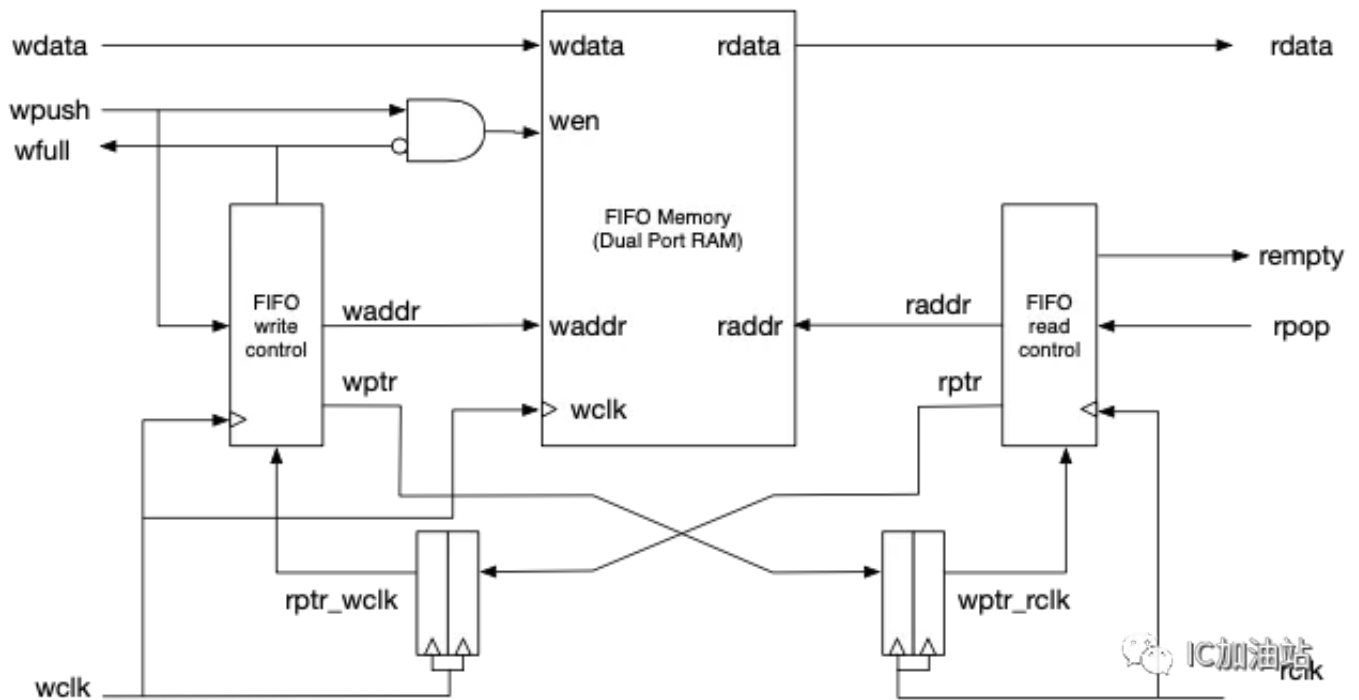 wdata
wdata
rdata
rdata
wpush
wen
wfull
FIFO Memory
(Dual Port RAM)
rempty
FIFO
write
control
waddr
waddr
raddr
raddr
FIFO
read
control
rpop
wptr
wclk
rptr
rptr_wclk
wptr_rclk
IC加油站
wclk
rclk